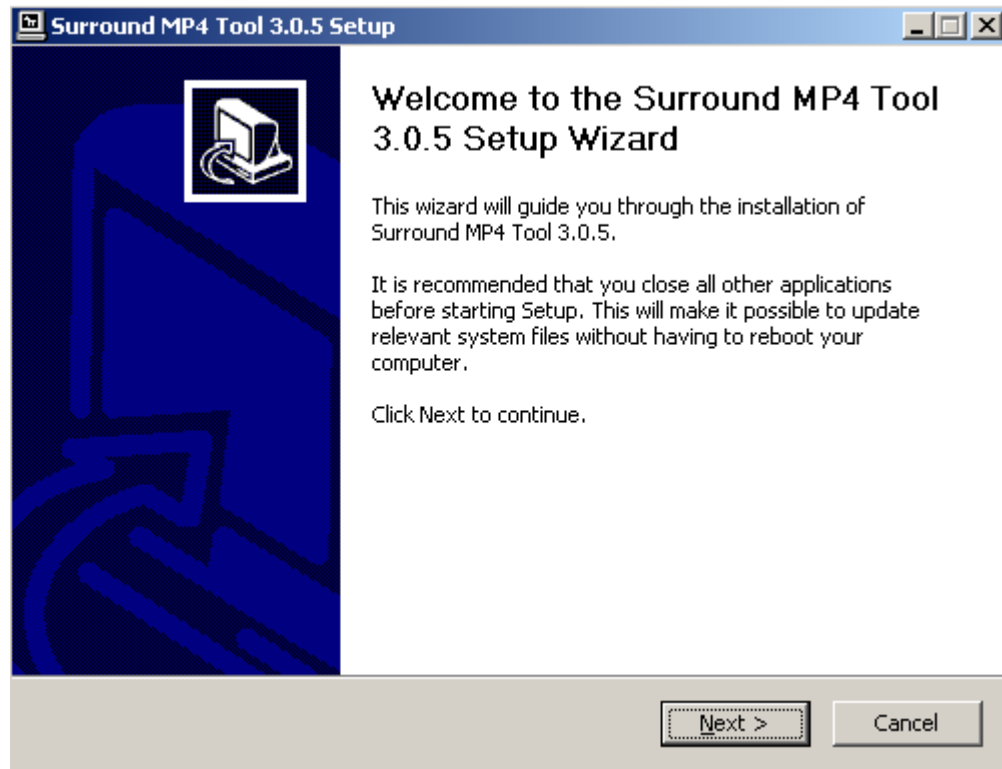 Surround MP4 Tool 3.0.5 Setup
Welcome to the Surround MP4 Tool
3.0.5 Setup Wizard
This wizard will guide you through the installation of
Surround MP4 Tool 3.0.5.
It is recommended that you close all other applications
before starting Setup. This will make it possible to update
relevant system files without having to reboot your
computer.
Click Next to continue.
Next >
Cancel